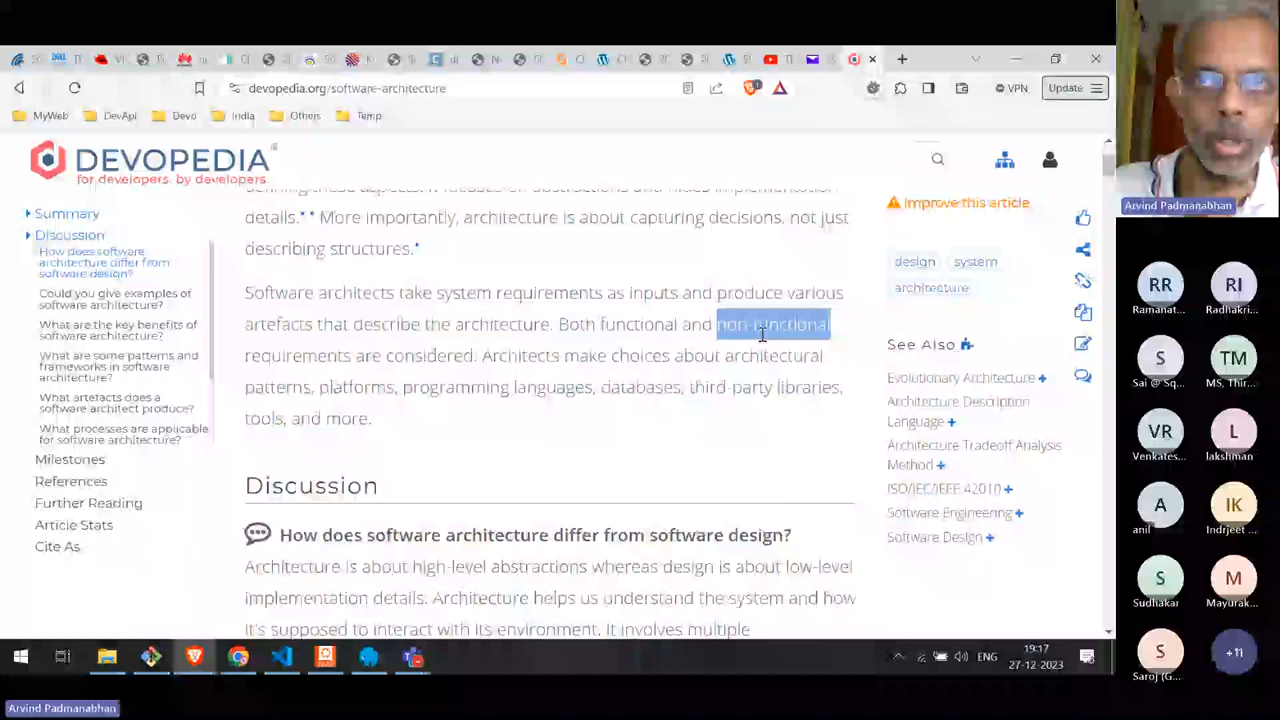 devopedia.org/software-architecture
VPN
Update
MyWeb
DevApi
Devo
India
Others
Temp
DEVOPEDIA
for developers. by developers.
Summary
Discussion
How does software
architecture differ from
software design?
Could you give examples of
software architecture?
What are the key benefits of
software architecture?
What are some patterns and
frameworks in software
architecture?
What artefacts does a
software architect produce?
What processes are applicable
for software architecture?
Milestones
References
Further Reading
Article Stats
Cite As
details. More importantly, architecture is about capturing decisions, not just
describing structures.
Software architects take system requirements as inputs and produce various
artefacts that describe the architecture. Both functional and non-functional
requirements are considered. Architects make choices about architectural
patterns, platforms, programming languages, databases, third-party libraries,
tools, and more.
Discussion
How does software architecture differ from software design?
Architecture is about high-level abstractions whereas design is about low-level
implementation details. Architecture helps us understand the system and how
it's supposed to interact with its environment. It involves multiple
Improve this article
design system
architecture
See Also
Evolutionary Architecture +
Architecture Description
Language +
Architecture Tradeoff Analysis
Method +
ISO/IEC/IEEE 42010 +
Software Engineering +
Software Design +
ENG
19:17
27-12-2023
Arvind Padmanabhan
RR
Ramanat...
RI
Radhakri...
S
Sai @ Sq...
TM
MS, Thir...
VR
Venkates...
L
lakshman
A
anil
IK
Indrjeet ...
S
Sudhakar
M
Mayurak...
S
Saroj (G...
+11
Arvind Padmanabhan